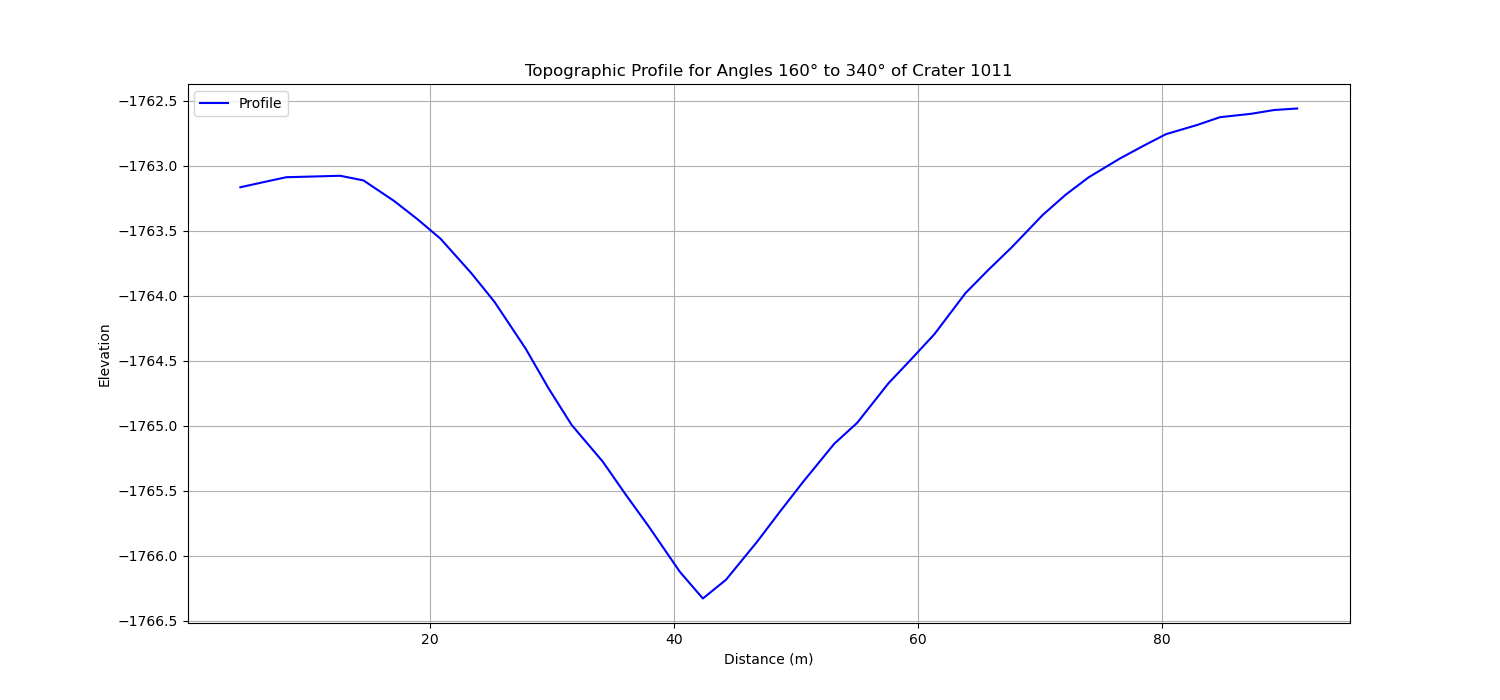 Topographic Profile for Angles 160° to 340° of Crater 1011
Profile
−1762.5
−1763.0
−1763.5
−1764.0
−1764.5
−1765.0
−1765.5
−1766.0
−1766.5
Elevation
20 40 60 80
Distance (m)